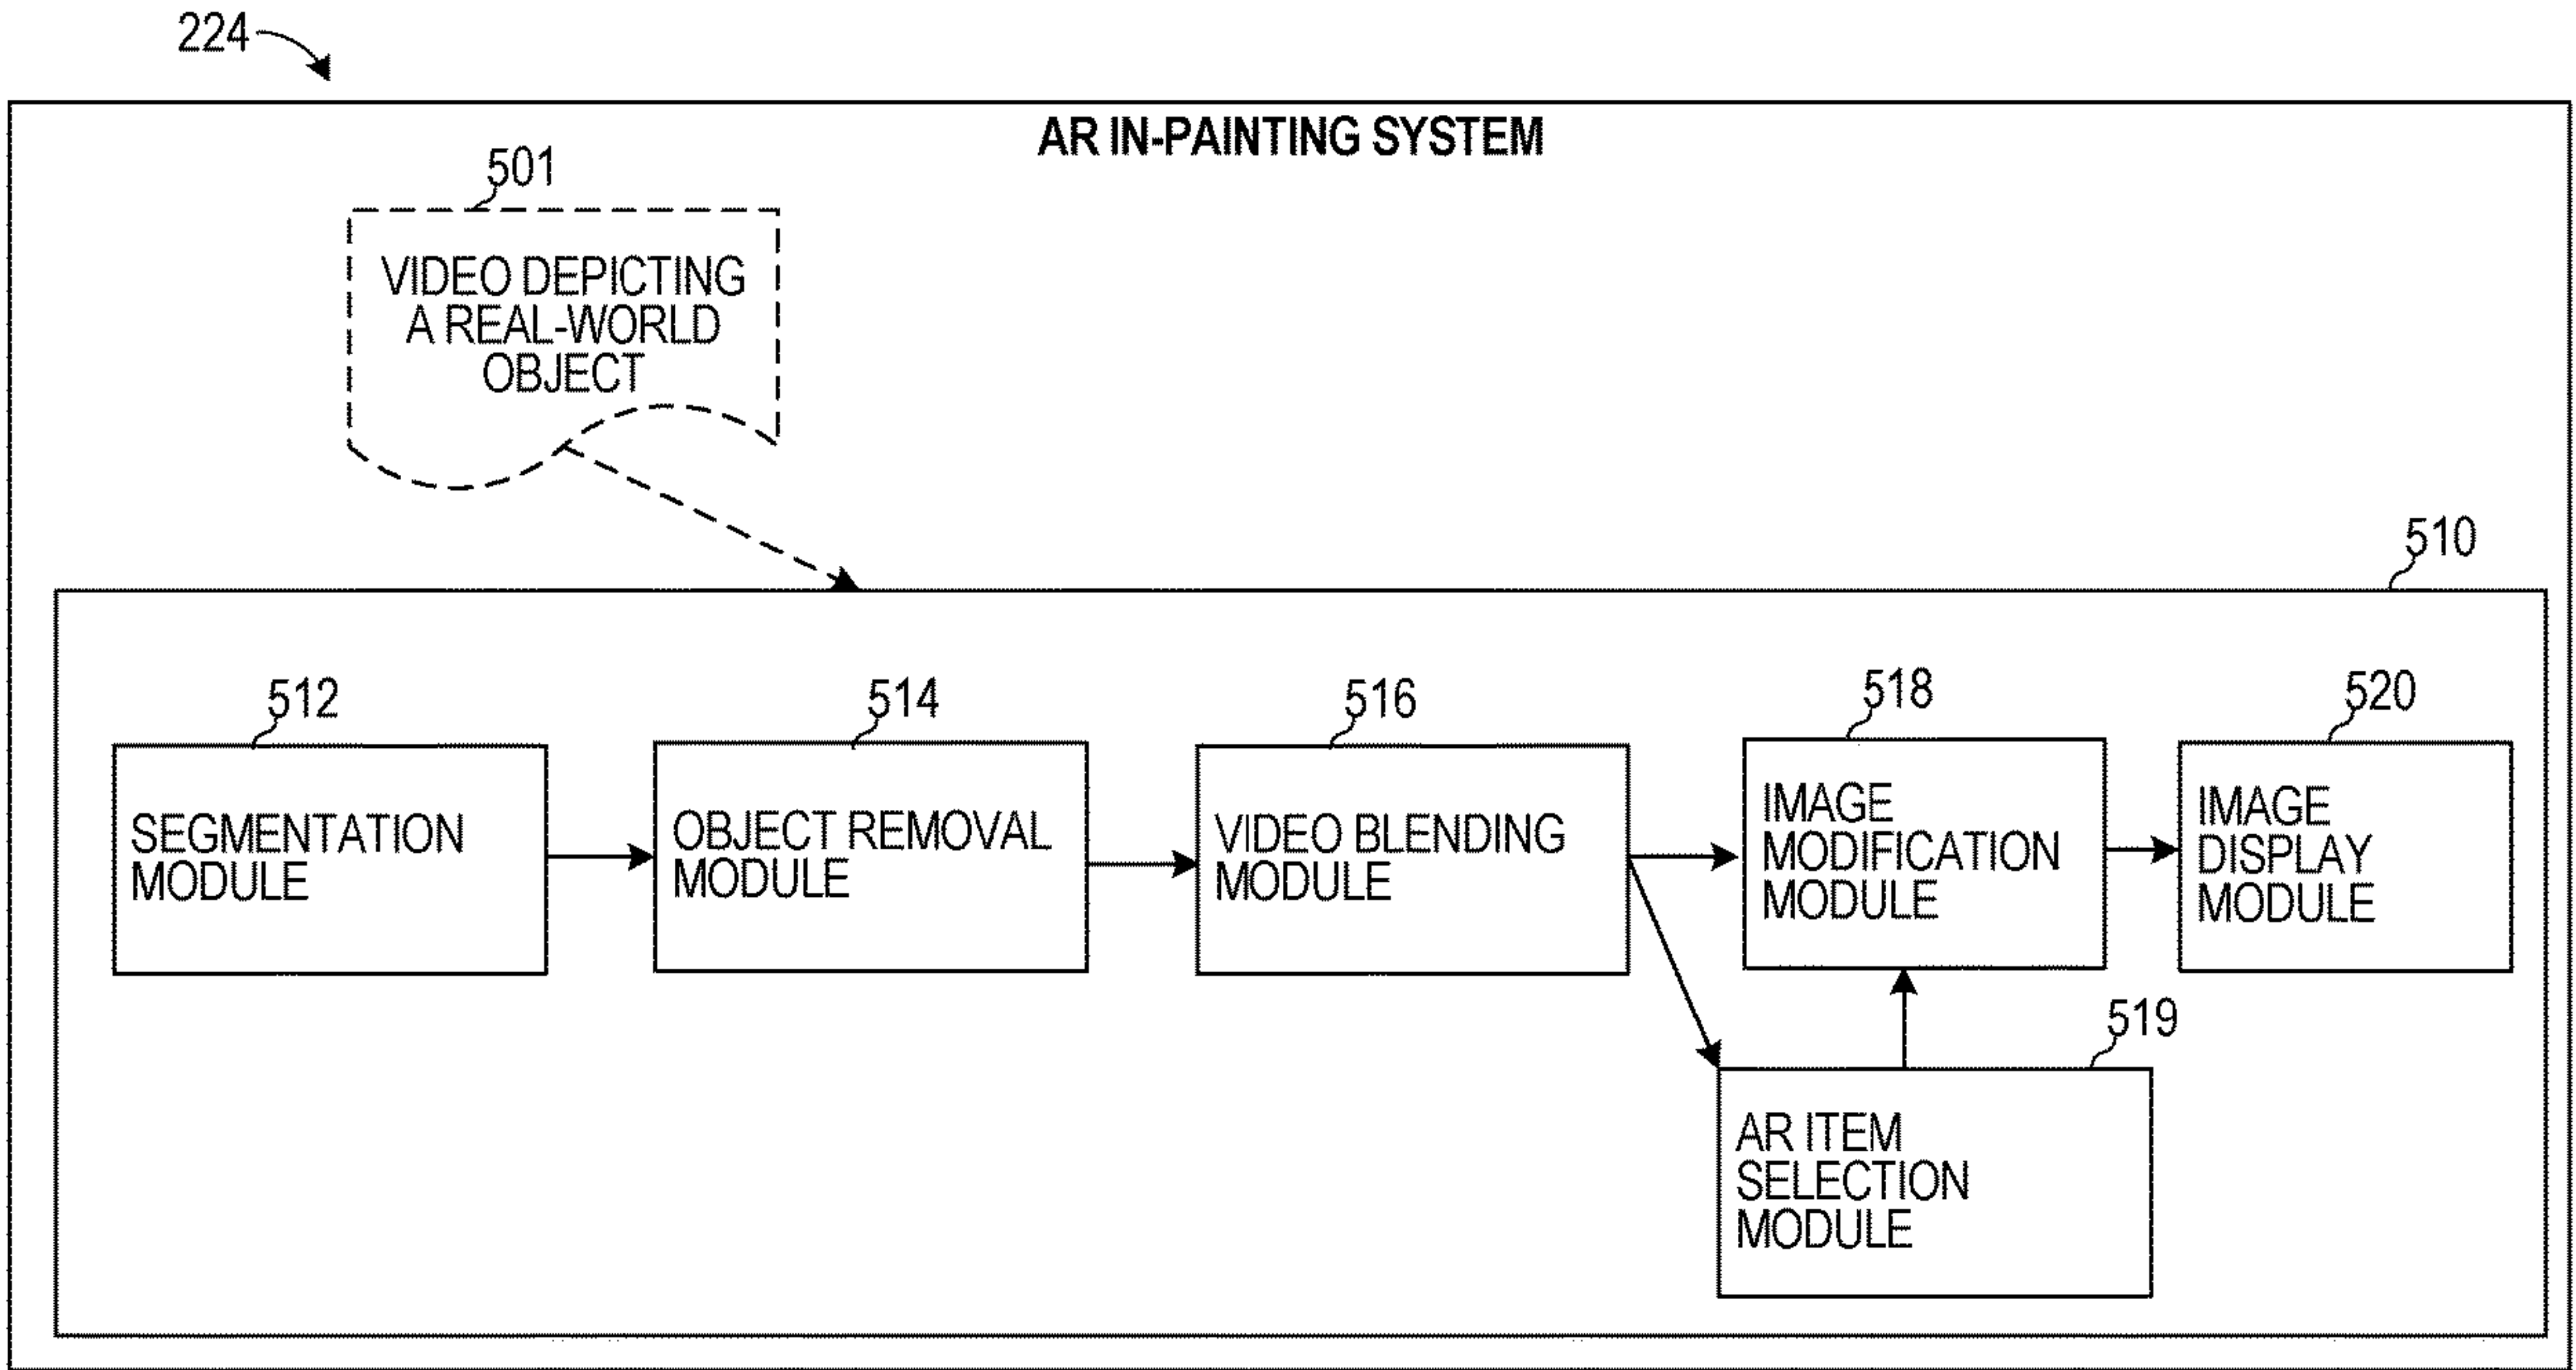 224
AR IN-PAINTING SYSTEM
501
VIDEO DEPICTING
A REAL-WORLD
OBJECT
510
512
SEGMENTATION
MODULE
514
OBJECT REMOVAL
MODULE
516
VIDEO BLENDING
MODULE
518
IMAGE
MODIFICATION
MODULE
520
IMAGE
DISPLAY
MODULE
519
AR ITEM
SELECTION
MODULE